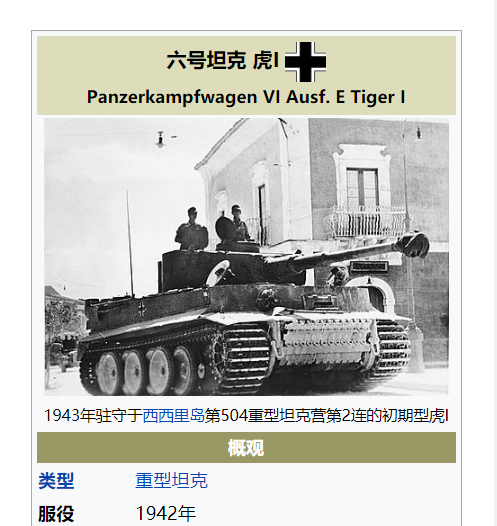 六号坦克 虎I
Panzerkampfwagen VI Ausf. E Tiger I
1943年驻守于西西里岛第504重型坦克营第2连的初期型虎I
概观
类型 重型坦克
服役 1942年